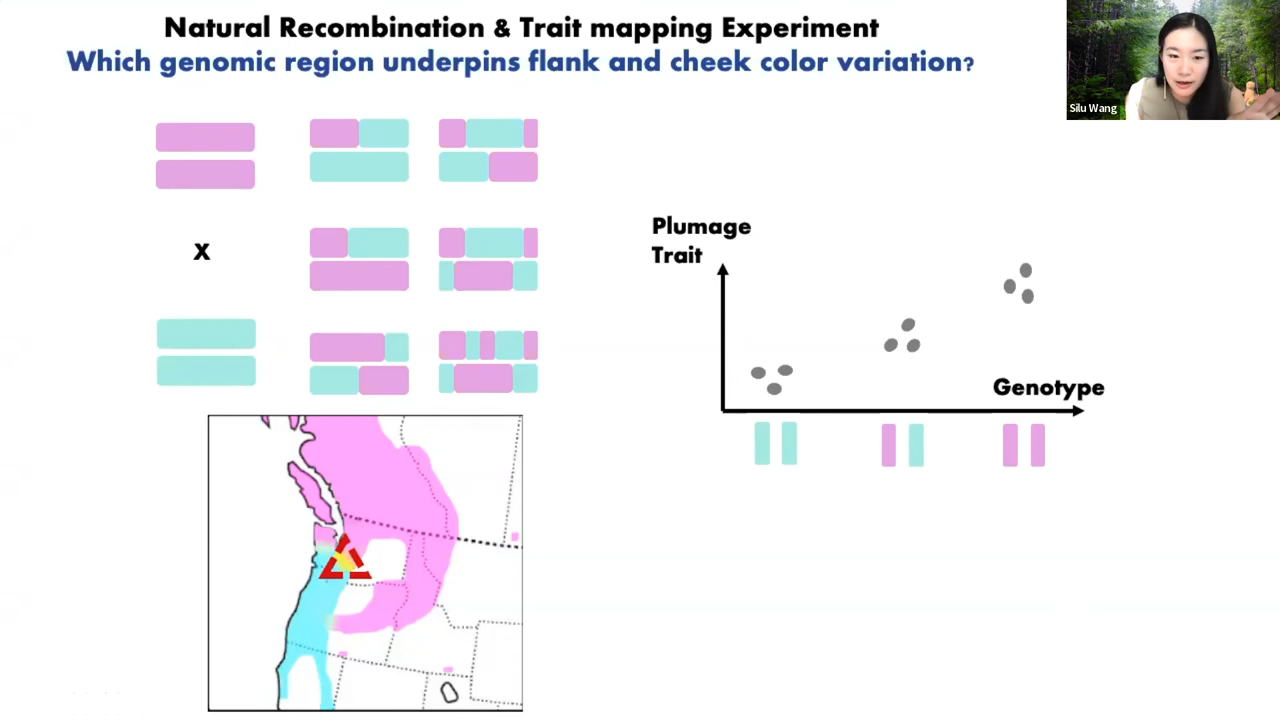 Natural Recombination & Trait mapping Experiment
Which genomic region underpins flank and cheek color variation?
Silu Wang
X
Plumage
Trait
Genotype